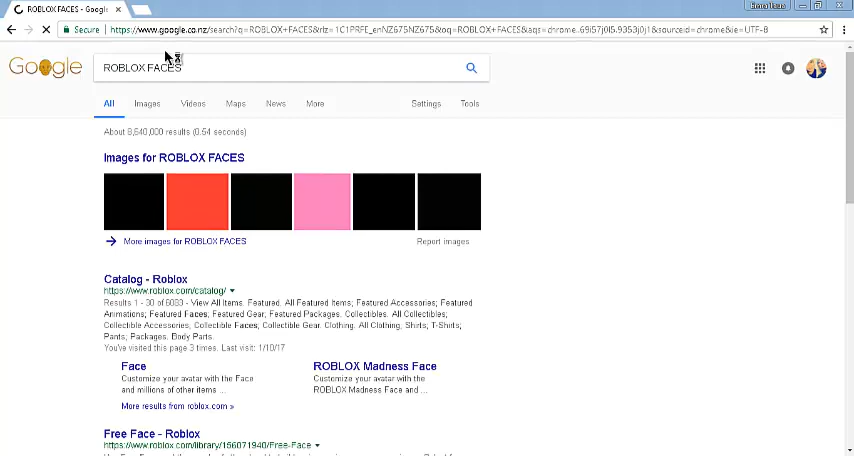 ROBLOX FACES - Googl
Secure https://www.google.co.nz/search?q=ROBLOX+FACES&rlz=1C1PRFE_enNZ675NZ675&oq=ROBLOX+FACES&aqs=chrome..69i57j0l5.9353j0j1&sourceid=chrome&ie=UTF-8
Google
ROBLOX FACES
All Images Videos Maps News More Settings Tools
About 8,640,000 results (0.54 seconds)
Images for ROBLOX FACES
More images for ROBLOX FACES Report images
Catalog - Roblox
https://www.roblox.com/catalog/
Results 1 - 30 of 6083 - View All Items. Featured. All Featured Items; Featured Accessories; Featured
Animations; Featured Faces; Featured Gear; Featured Packages. Collectibles. All Collectibles;
Collectible Accessories; Collectible Faces; Collectible Gear. Clothing. All Clothing; Shirts; T-Shirts;
Pants; Packages. Body Parts.
You've visited this page 3 times. Last visit: 1/10/17
Face ROBLOX Madness Face
Customize your avatar with the Face Customize your avatar with the
and millions of other items ... ROBLOX Madness Face and ...
More results from roblox.com »
Free Face - Roblox
https://www.roblox.com/library/156071940/Free-Face